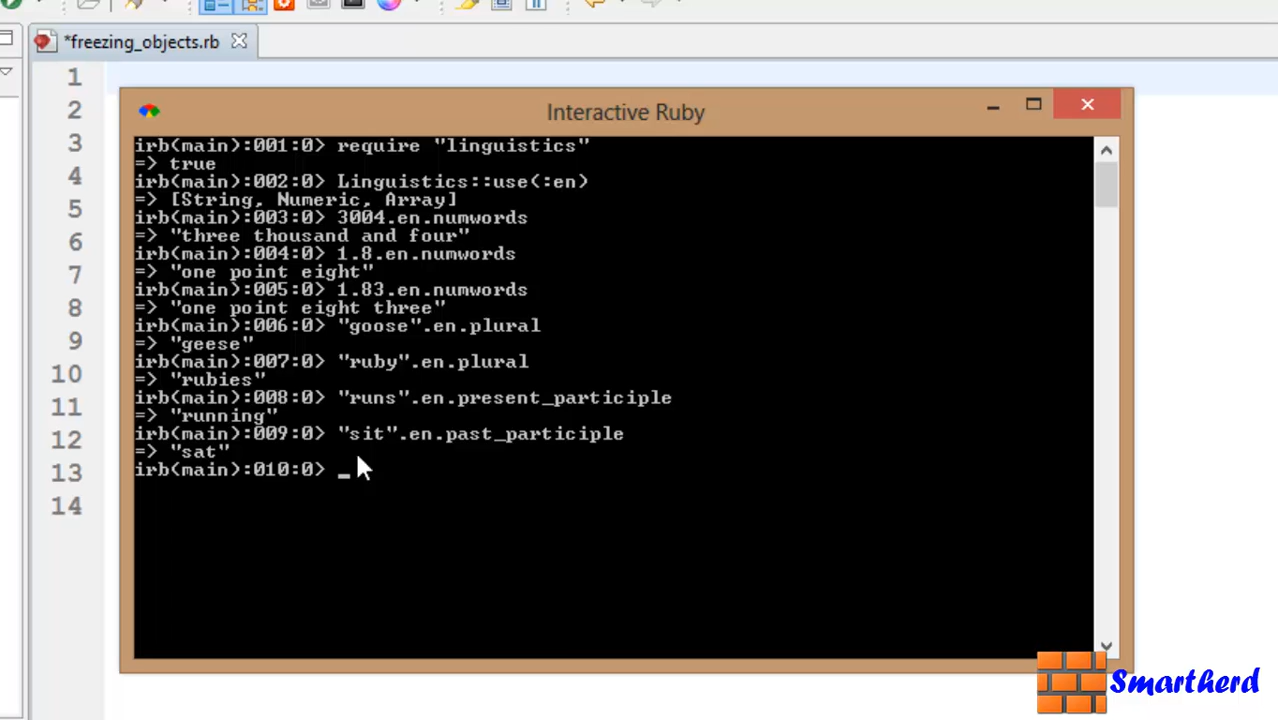 *freezing_objects.rb
Interactive Ruby
1
2
3
4
5
6
7
8
9
10
11
12
13
14
irb(main):001:0> require "linguistics"
=> true
irb(main):002:0> Linguistics::use(:en)
=> [String, Numeric, Array]
irb(main):003:0> 3004.en.numwords
=> "three thousand and four"
irb(main):004:0> 1.8.en.numwords
=> "one point eight"
irb(main):005:0> 1.83.en.numwords
=> "one point eight three"
irb(main):006:0> "goose".en.plural
=> "geese"
irb(main):007:0> "ruby".en.plural
=> "rubies"
irb(main):008:0> "runs".en.present_participle
=> "running"
irb(main):009:0> "sit".en.past_participle
=> "sat"
irb(main):010:0> _
Smartherd